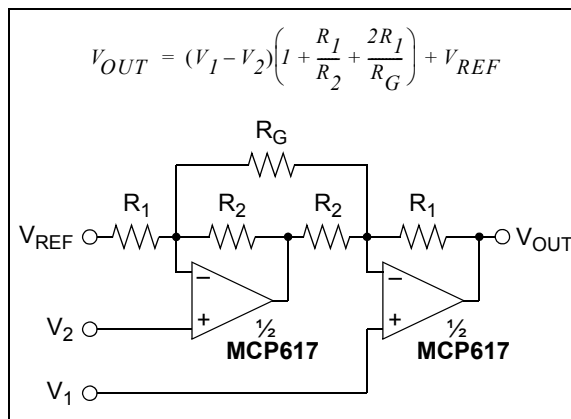 V_OUT = (V_1 – V_2)(1 + R_1/R_2 + 2R_1/R_G) + V_REF
R_G
R_1 R_2 R_2 R_1
V_REF V_OUT
– –
V_2 + ½ + ½
MCP617 MCP617
V_1